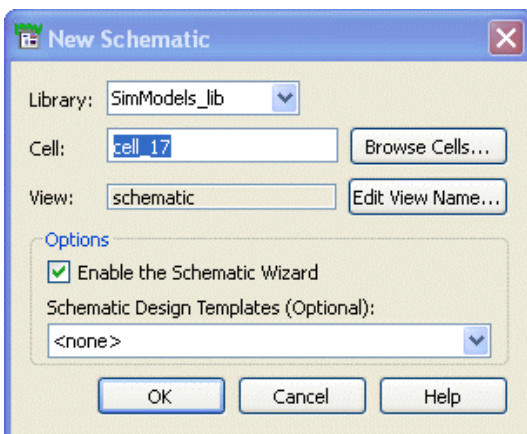 New Schematic
Library: SimModels_lib
Cell: cell_17 Browse Cells...
View: schematic Edit View Name...
Options
Enable the Schematic Wizard
Schematic Design Templates (Optional):
<none>
OK Cancel Help